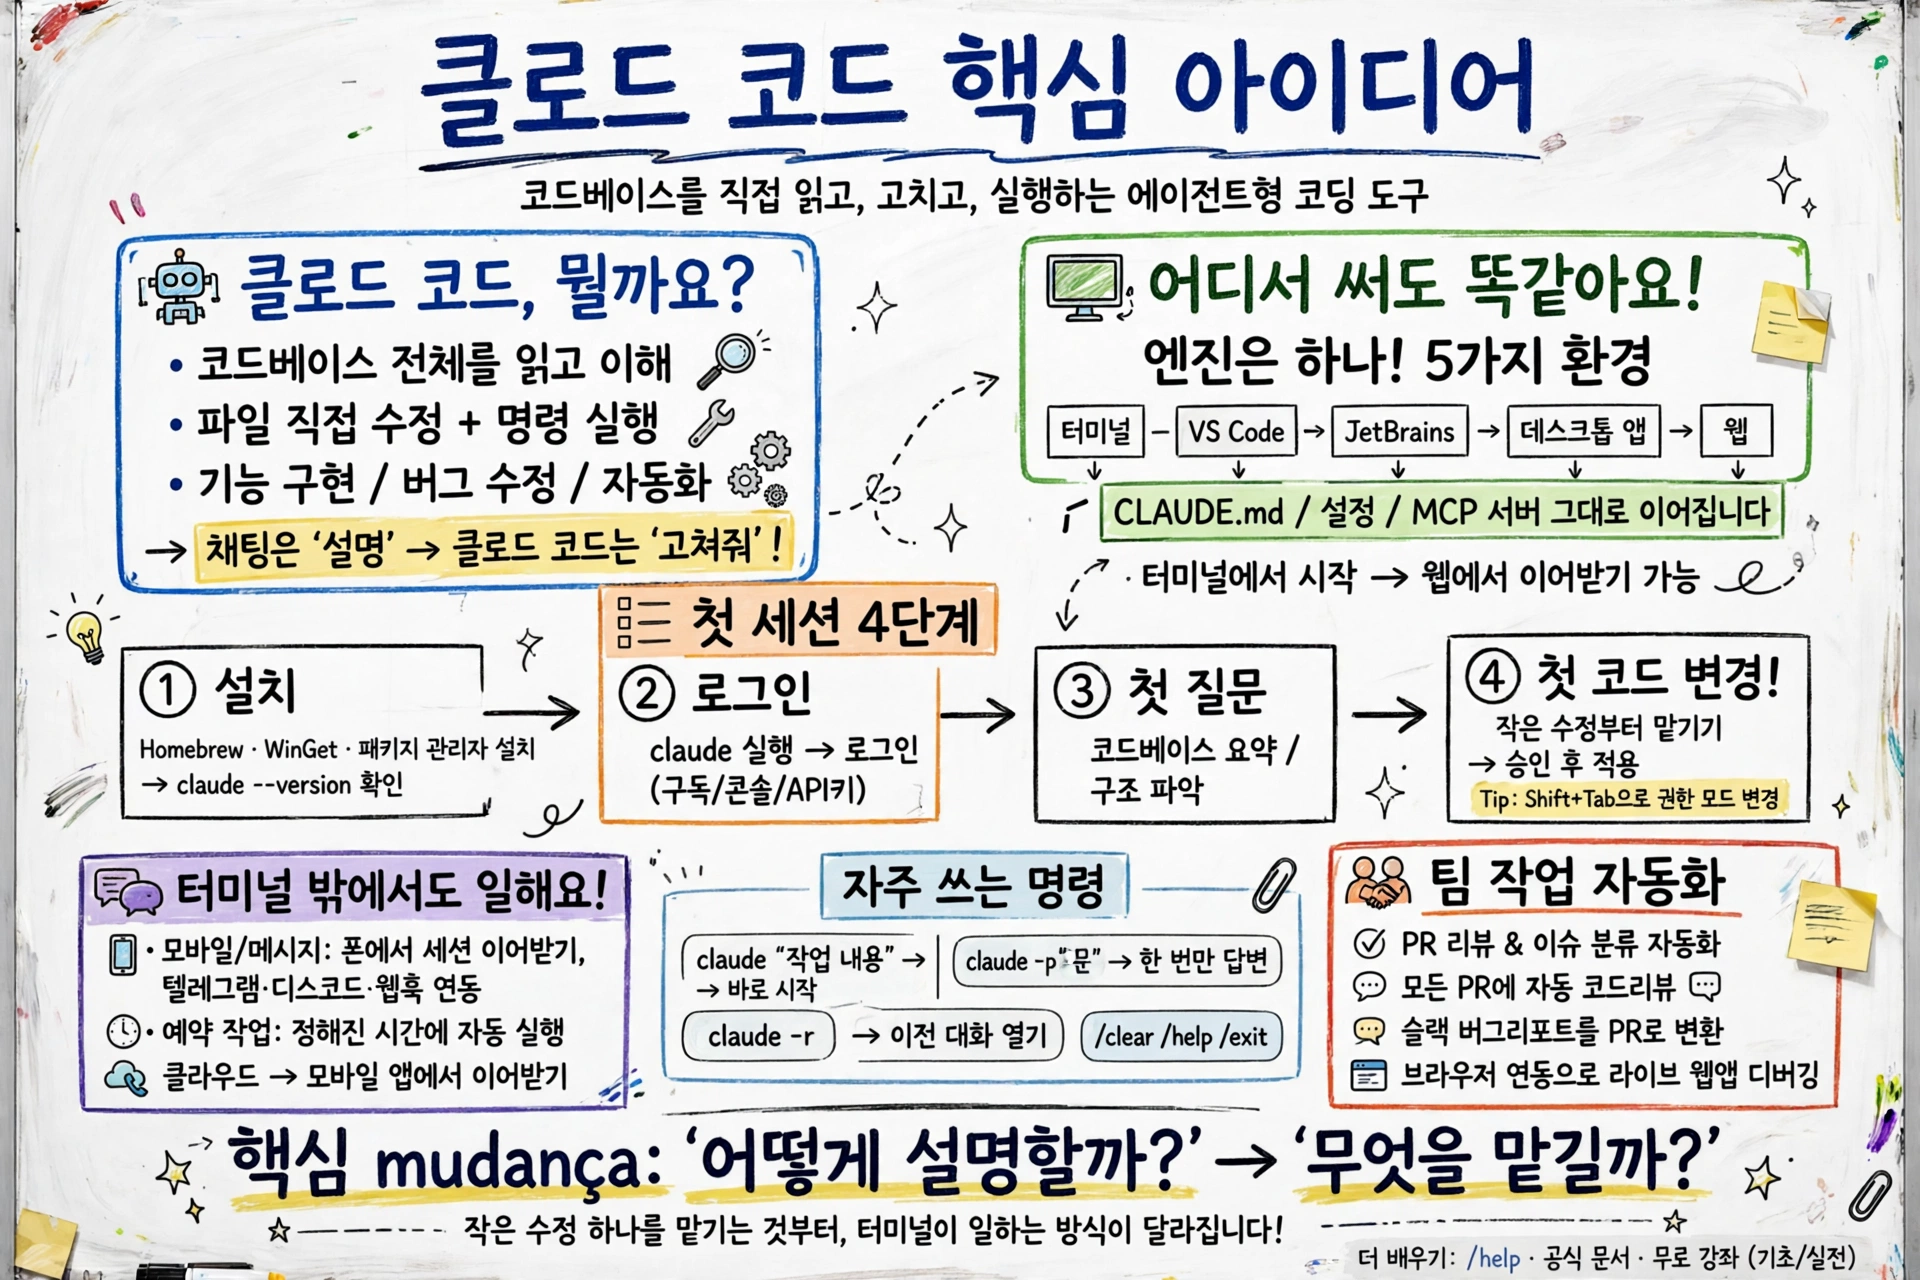 클로드 코드 핵심 아이디어
코드베이스를 직접 읽고, 고치고, 실행하는 에이전트형 코딩 도구
클로드 코드, 뭘까요?
• 코드베이스 전체를 읽고 이해
• 파일 직접 수정 + 명령 실행
• 기능 구현 / 버그 수정 / 자동화
→ 채팅은 ‘설명’ → 클로드 코드는 ‘고쳐줘’!
어디서 써도 똑같아요!
엔진은 하나! 5가지 환경
터미널 – VS Code → JetBrains → 데스크톱 앱 → 웹
CLAUDE.md / 설정 / MCP 서버 그대로 이어집니다
· 터미널에서 시작 → 웹에서 이어받기 가능
첫 세션 4단계
① 설치
Homebrew · WinGet · 패키지 관리자 설치
→ claude --version 확인
② 로그인
claude 실행 → 로그인
(구독/콘솔/API키)
③ 첫 질문
코드베이스 요약 /
구조 파악
④ 첫 코드 변경!
작은 수정부터 맡기기
→ 승인 후 적용
Tip: Shift+Tab으로 권한 모드 변경
터미널 밖에서도 일해요!
· 모바일/메시지: 폰에서 세션 이어받기,
텔레그램·디스코드·웹훅 연동
· 예약 작업: 정해진 시간에 자동 실행
클라우드 → 모바일 앱에서 이어받기
자주 쓰는 명령
claude “작업 내용” →
→ 바로 시작
claude -p“문” → 한 번만 답변
claude -r → 이전 대화 열기
/clear /help /exit
팀 작업 자동화
PR 리뷰 & 이슈 분류 자동화
모든 PR에 자동 코드리뷰
슬랙 버그리포트를 PR로 변환
브라우저 연동으로 라이브 웹앱 디버깅
핵심 mudança: ‘어떻게 설명할까?’ → ‘무엇을 맡길까?’
작은 수정 하나를 맡기는 것부터, 터미널이 일하는 방식이 달라집니다!
더 배우기: /help · 공식 문서 · 무로 강좌 (기초/실전)